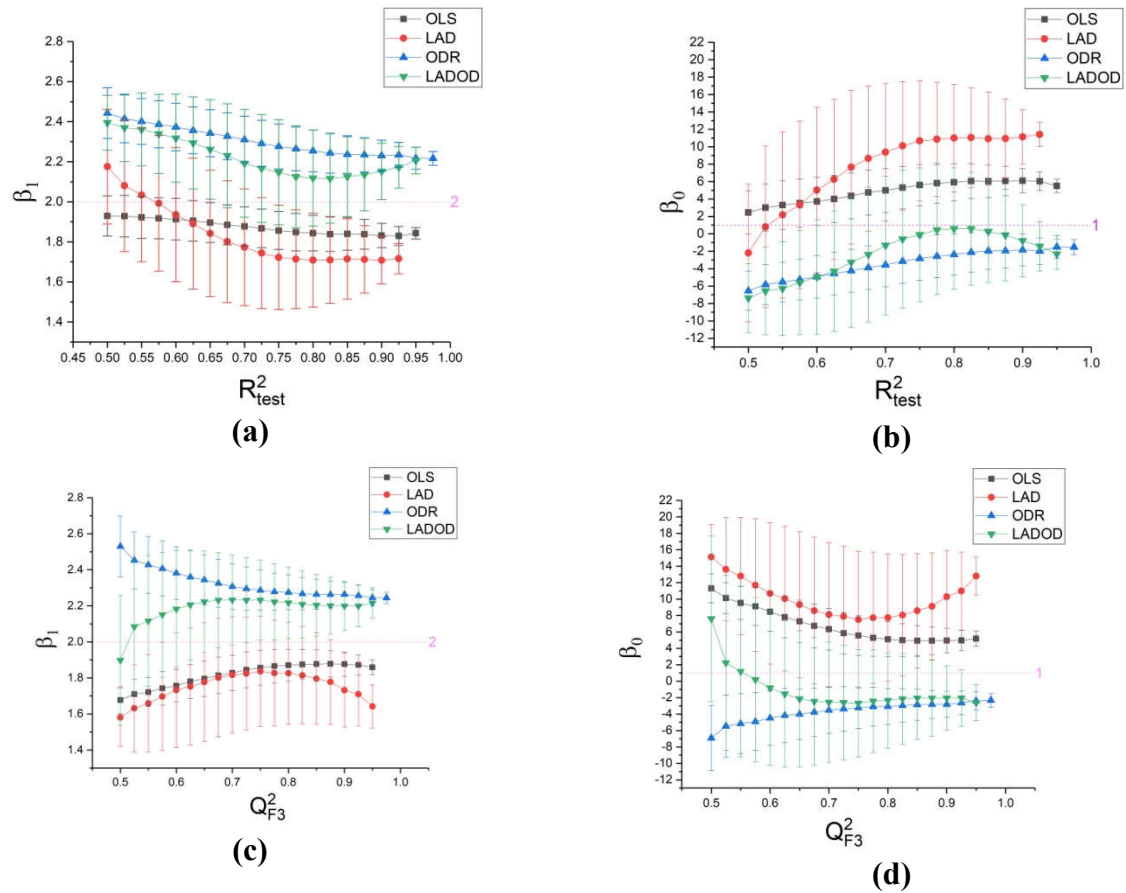 OLS
LAD
ODR
LADOD
β1
2.8
2.6
2.4
2.2
2.0
1.8
1.6
1.4
2
0.45 0.50 0.55 0.60 0.65 0.70 0.75 0.80 0.85 0.90 0.95 1.00
R²test
(a)
OLS
LAD
ODR
LADOD
β0
22
20
18
16
14
12
10
8
6
4
2
0
-2
-4
-6
-8
-10
-12
1
0.5 0.6 0.7 0.8 0.9 1.0
R²test
(b)
OLS
LAD
ODR
LADOD
β1
2.8
2.6
2.4
2.2
2.0
1.8
1.6
1.4
2
0.5 0.6 0.7 0.8 0.9 1.0
Q²F3
(c)
OLS
LAD
ODR
LADOD
β0
22
20
18
16
14
12
10
8
6
4
2
0
-2
-4
-6
-8
-10
-12
1
0.5 0.6 0.7 0.8 0.9 1.0
Q²F3
(d)